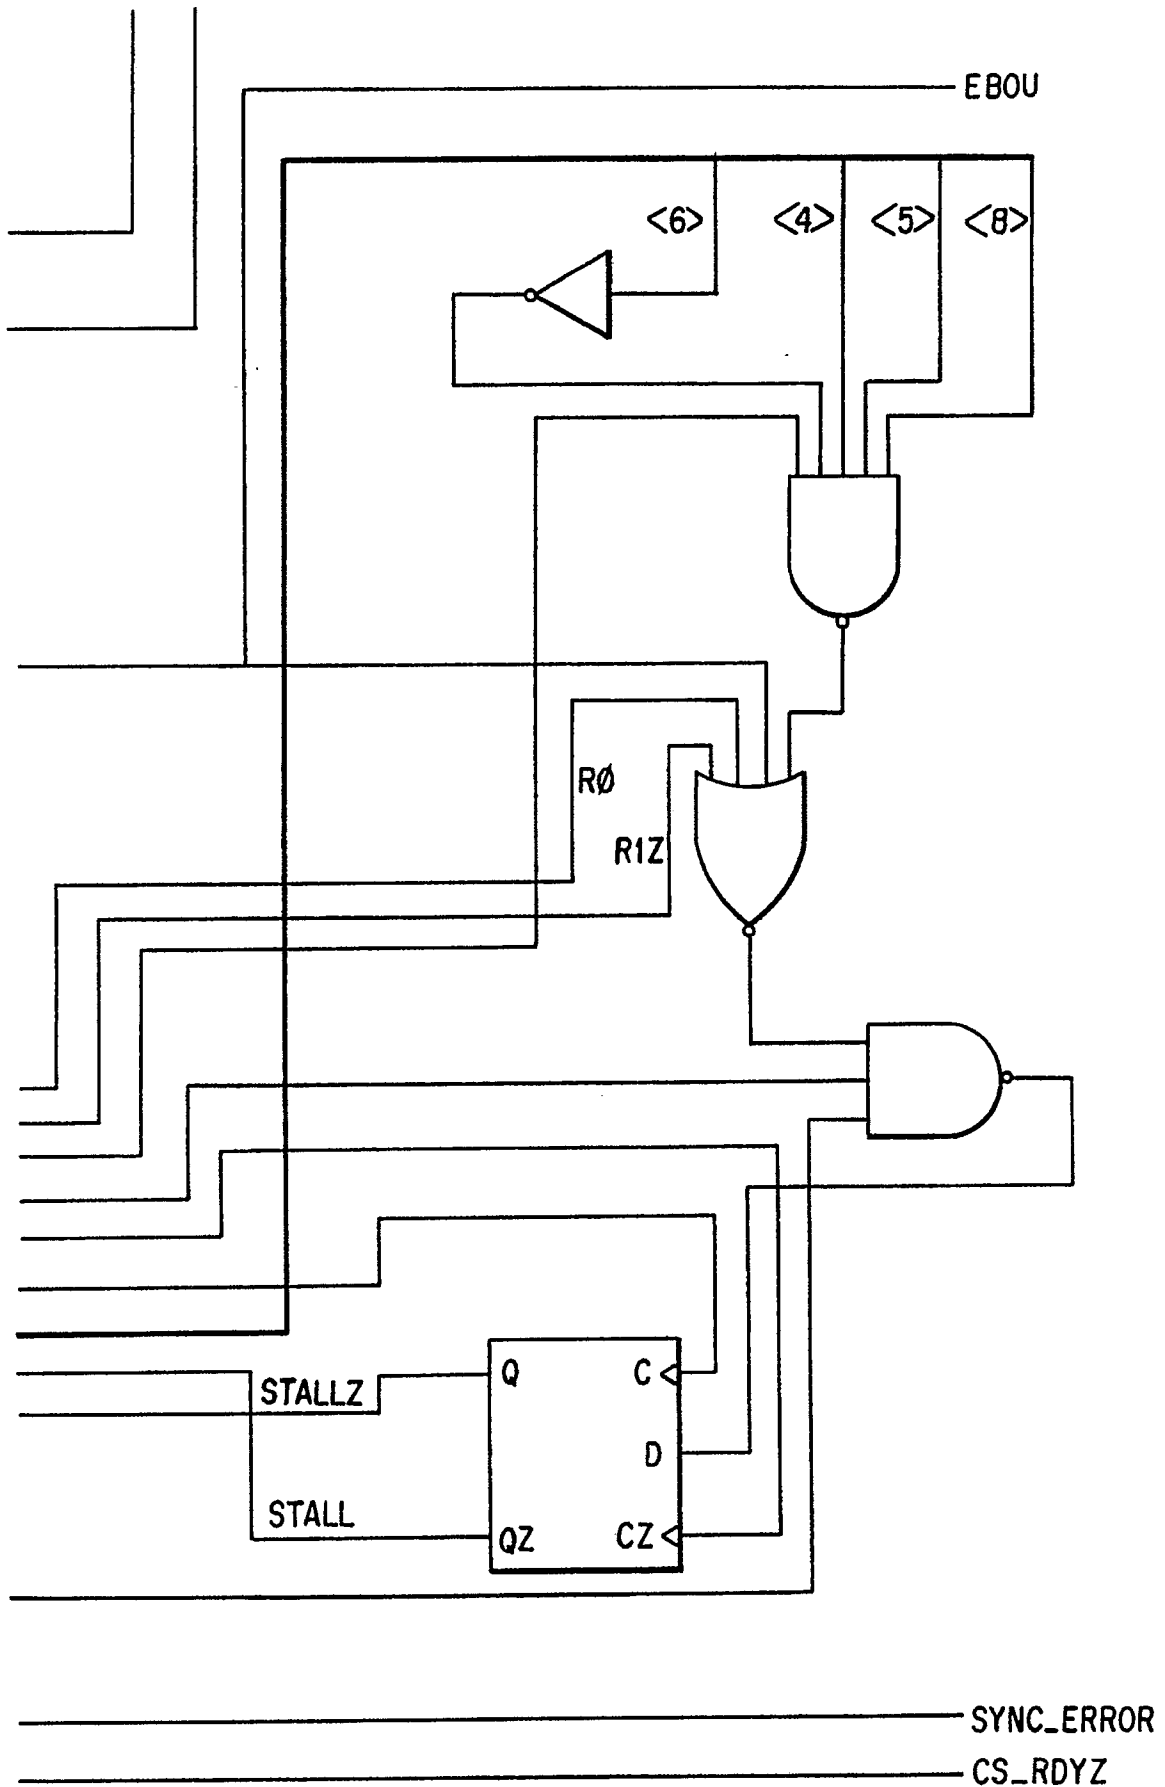 EBOU
<6> <4> <5> <8>
RØ
R1Z
Q C
STALLZ
D
STALL
QZ CZ
SYNC_ERROR
CS_RDYZ